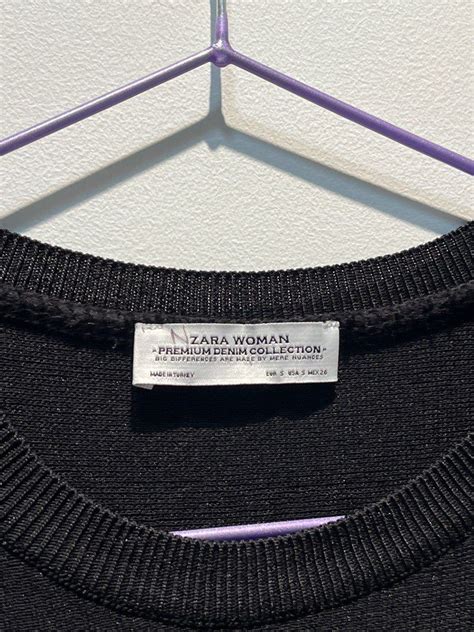 N ZARA WOMAN
"PREMIUM DENIM COLLECTION"
BIG DIFFERENCES ARE MADE BY MERE NUANCES
MADE IN TURKEY EUR S USA S MEX 26